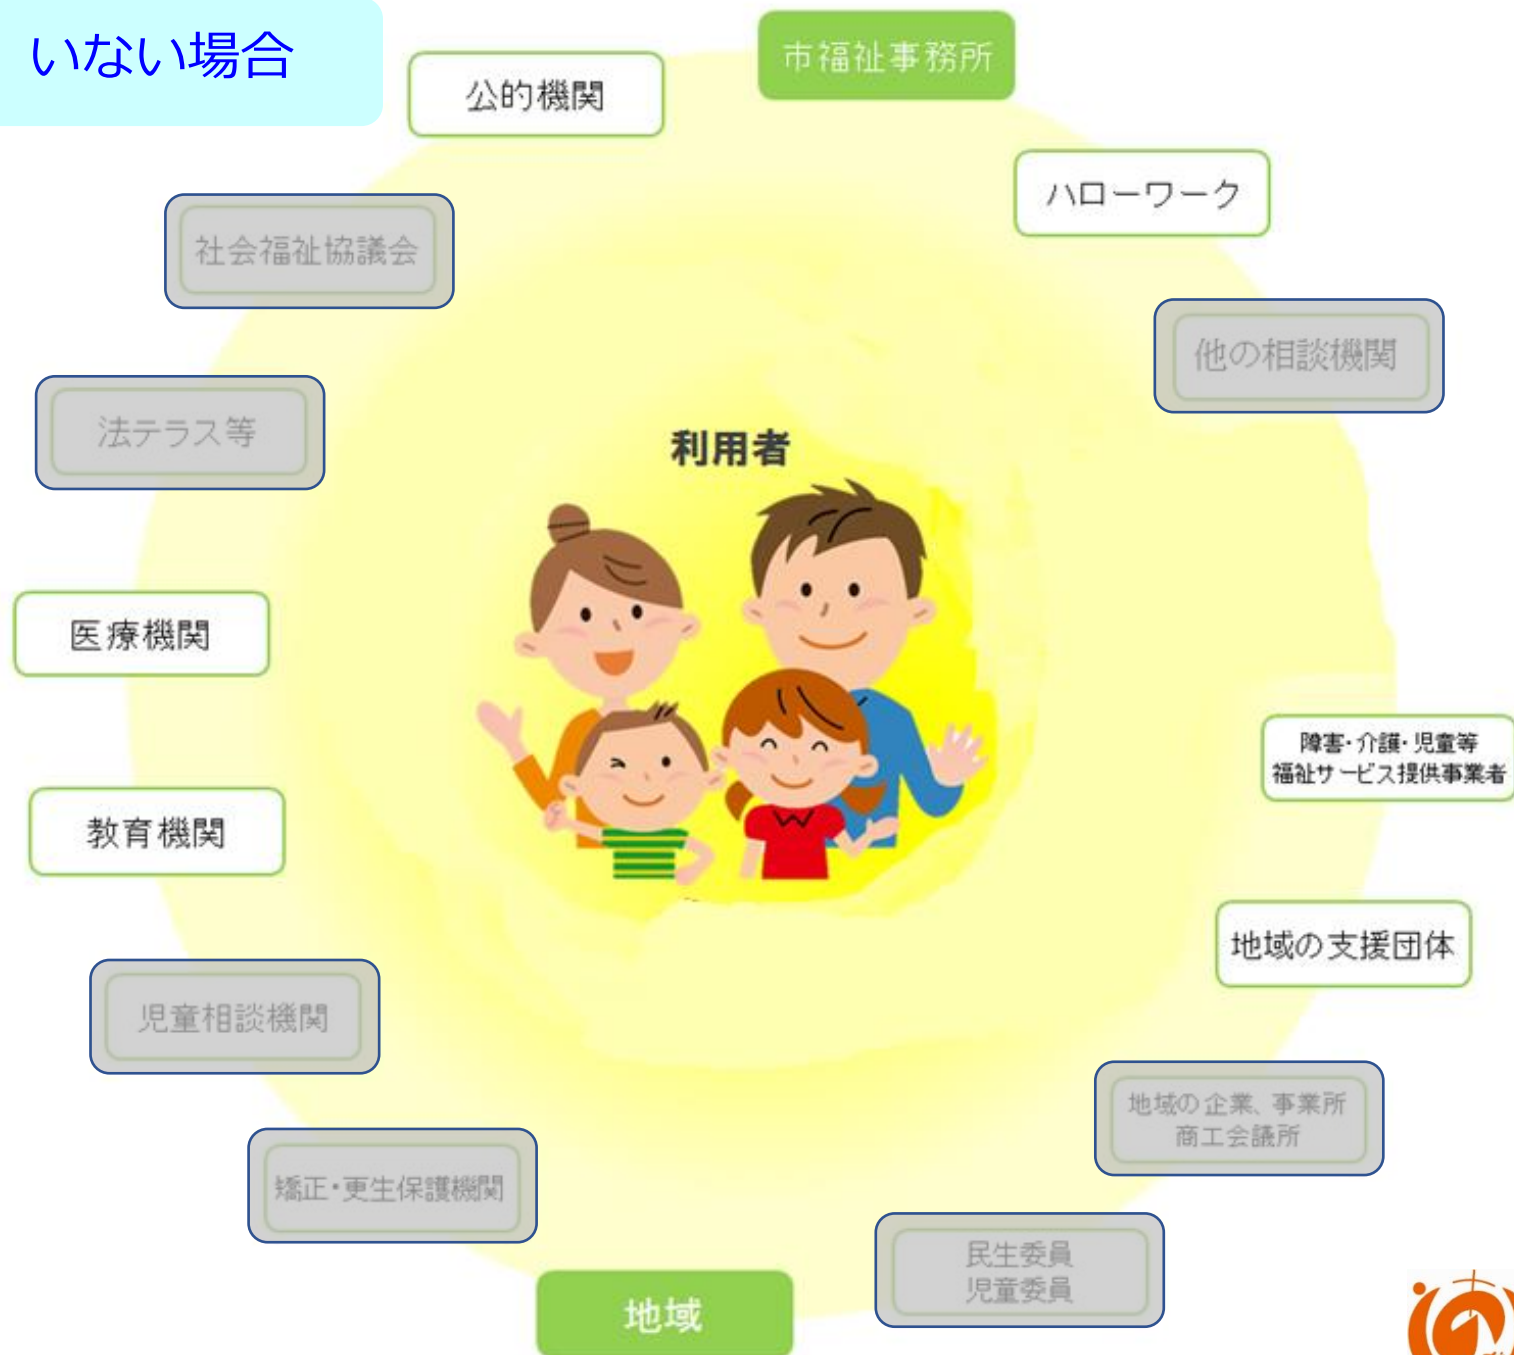 いない場合
市福祉事務所
公的機関
ハローワーク
社会福祉協議会
他の相談機関
法テラス等
利用者
医療機関
障害・介護・児童等
福祉サービス提供事業者
教育機関
地域の支援団体
児童相談機関
地域の企業、事業所
商工会議所
矯正・更生保護機関
民生委員
児童委員
地域